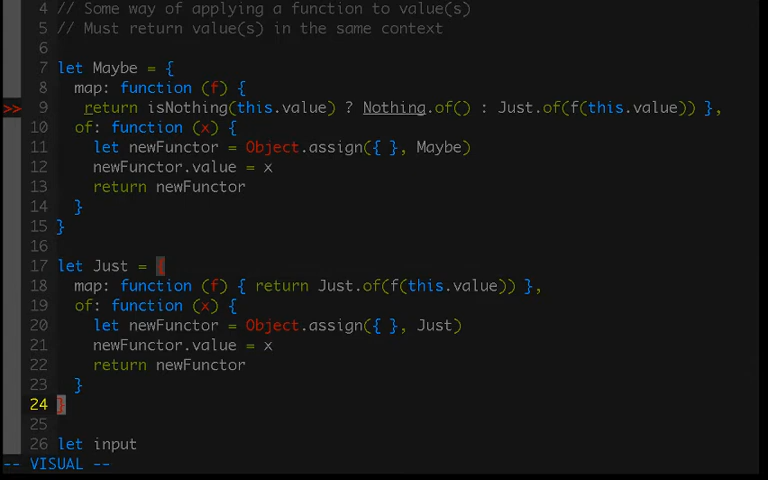 4 // Some way of applying a function to value(s)
5 // Must return value(s) in the same context
6
7 let Maybe = {
8   map: function (f) {
>> 9    return isNothing(this.value) ? Nothing.of() : Just.of(f(this.value)) },
10   of: function (x) {
11     let newFunctor = Object.assign({ }, Maybe)
12     newFunctor.value = x
13     return newFunctor
14   }
15 }
16
17 let Just = {
18   map: function (f) { return Just.of(f(this.value)) },
19   of: function (x) {
20     let newFunctor = Object.assign({ }, Just)
21     newFunctor.value = x
22     return newFunctor
23   }
24 }
25
26 let input
-- VISUAL --